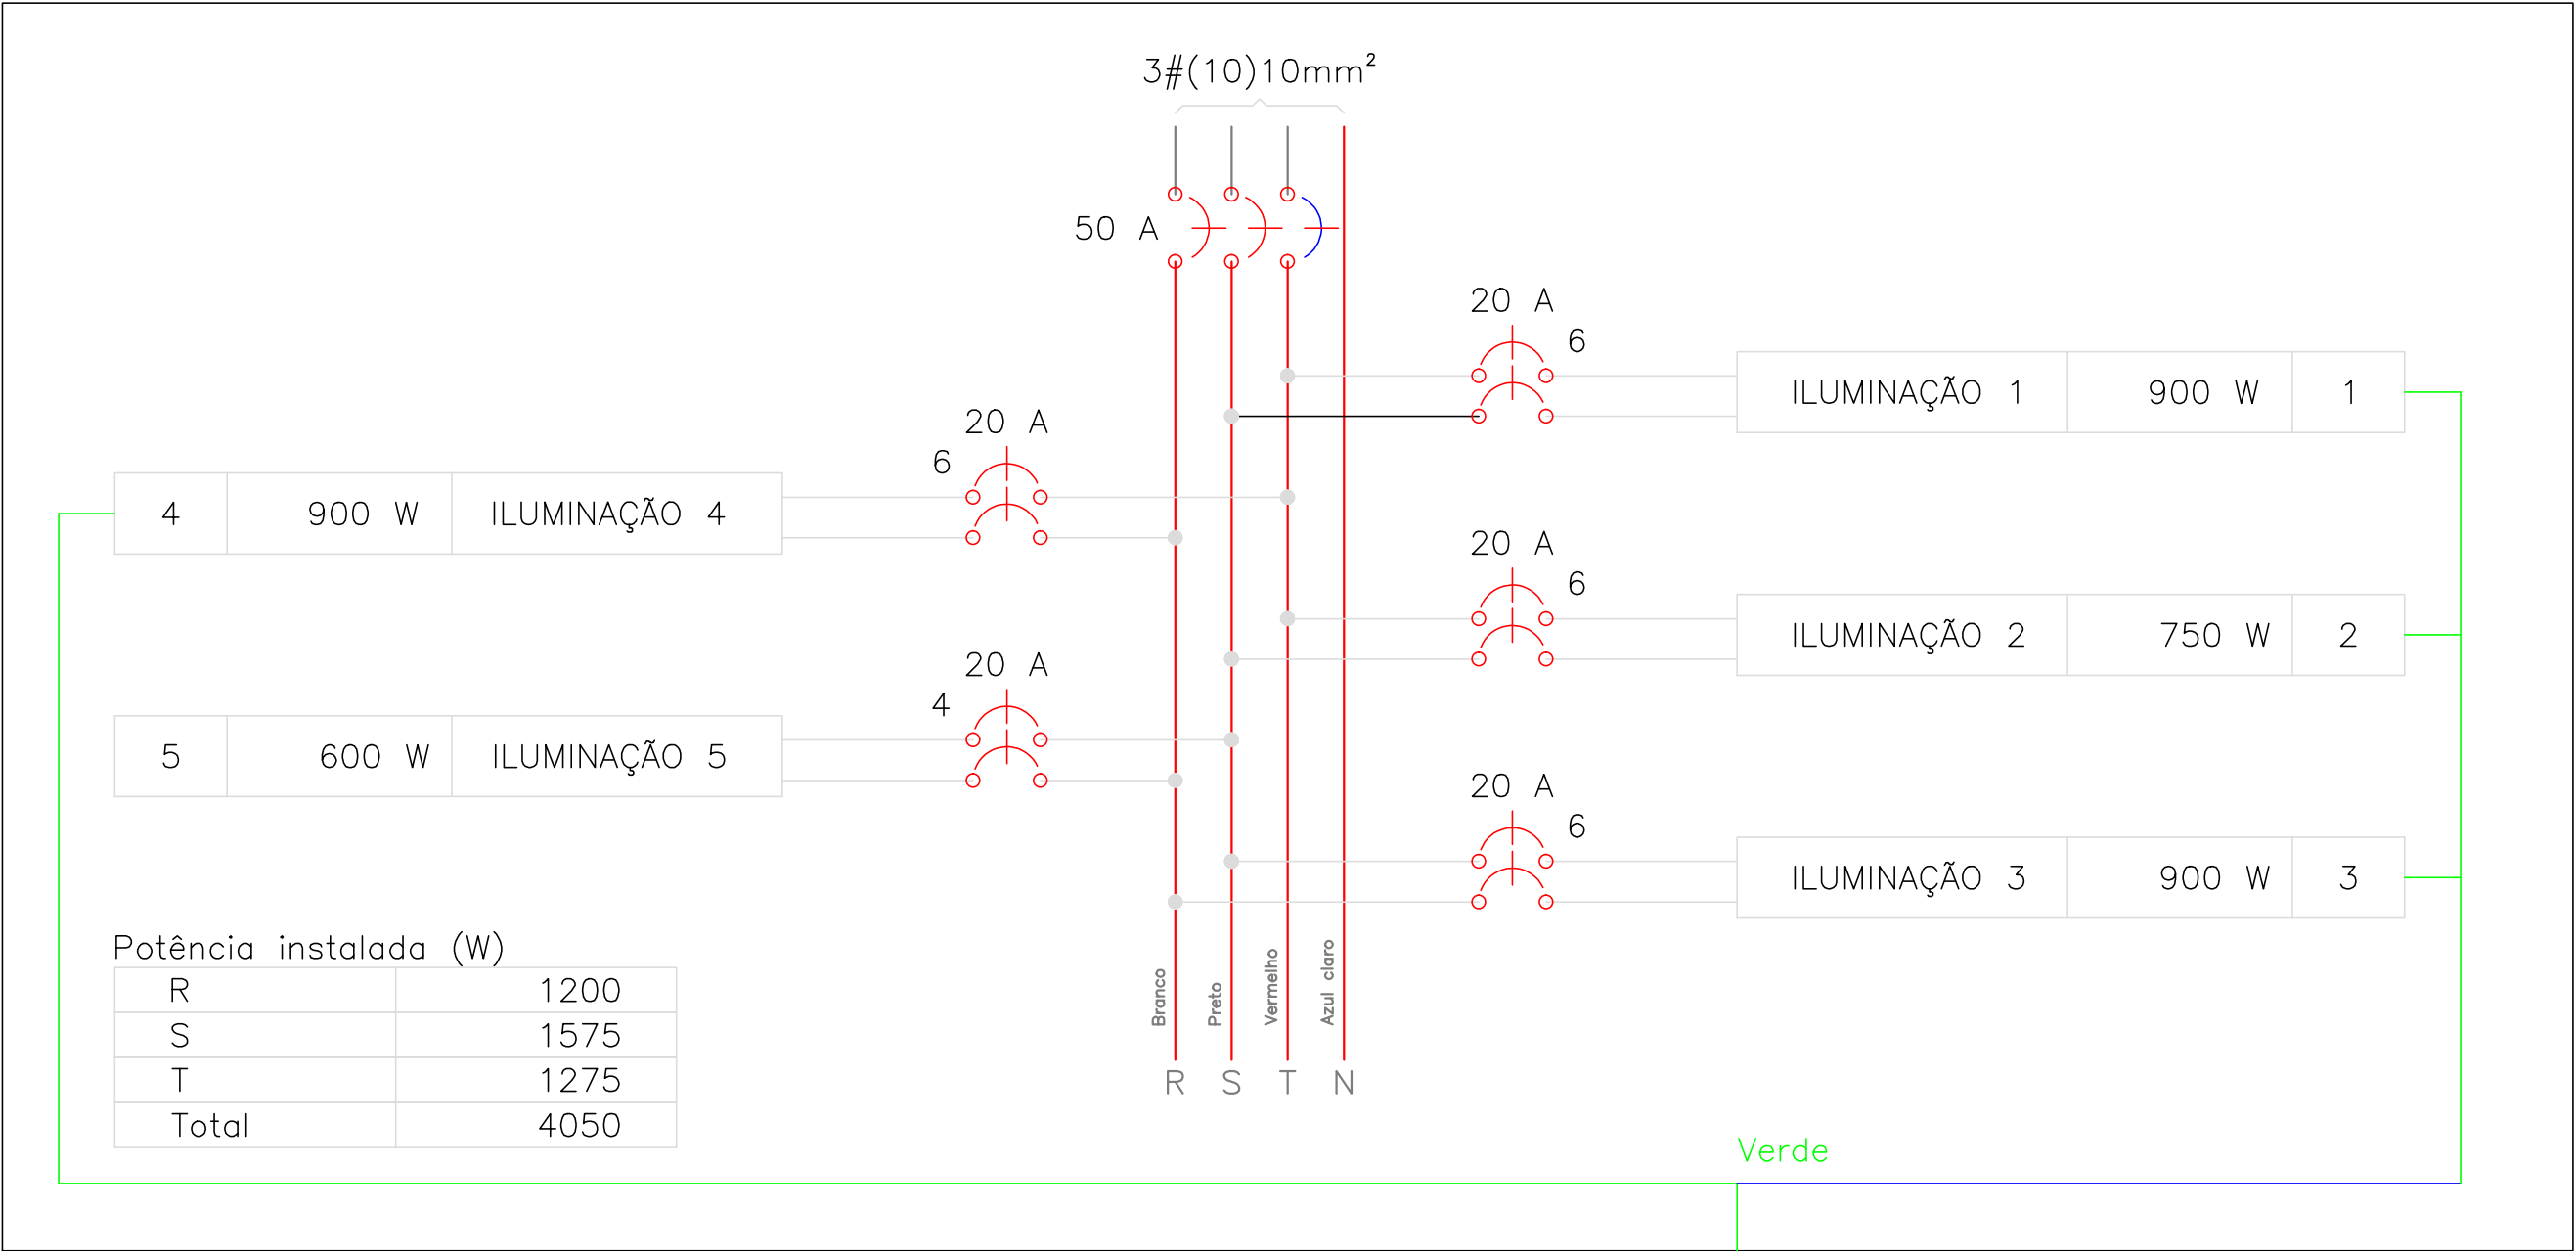 3#(10)10mm²
50 A
20 A
6
ILUMINAÇÃO 1 900 W 1
20 A
6
4 900 W ILUMINAÇÃO 4
20 A
6
ILUMINAÇÃO 2 750 W 2
20 A
4
5 600 W ILUMINAÇÃO 5
20 A
6
ILUMINAÇÃO 3 900 W 3
Potência instalada (W)
R 1200
S 1575
T 1275
Total 4050
Branco
Preto
Vermelho
Azul claro
R S T N
Verde